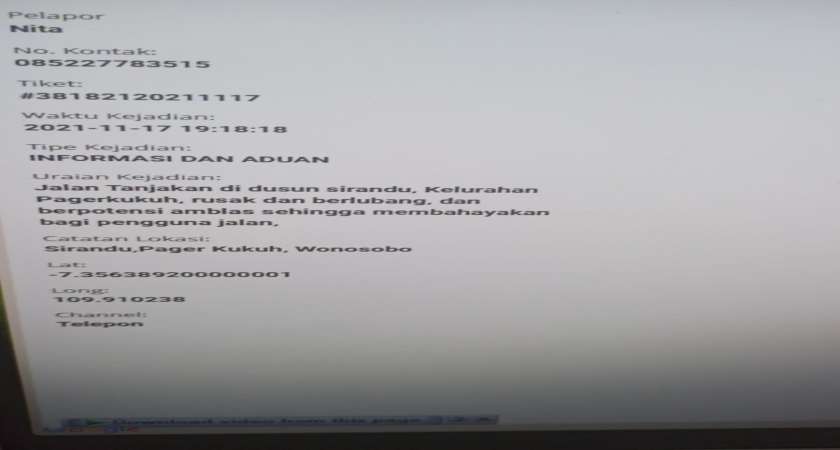 Pelapor
Nita
No. Kontak:
085227783515
Tiket:
#38182120211117
Waktu Kejadian:
2021-11-17 19:18:18
Tipe Kejadian:
INFORMASI DAN ADUAN
Uraian Kejadian:
Jalan Tanjakan di dusun sirandu, Kelurahan
Pagerkukuh, rusak dan berlubang, dan
berpotensi amblas sehingga membahayakan
bagi pengguna jalan,
Catatan Lokasi:
Sirandu,Pager Kukuh, Wonosobo
Lat:
-7.356389200000001
Long:
109.910238
Channel:
Telepon
Download video from this page